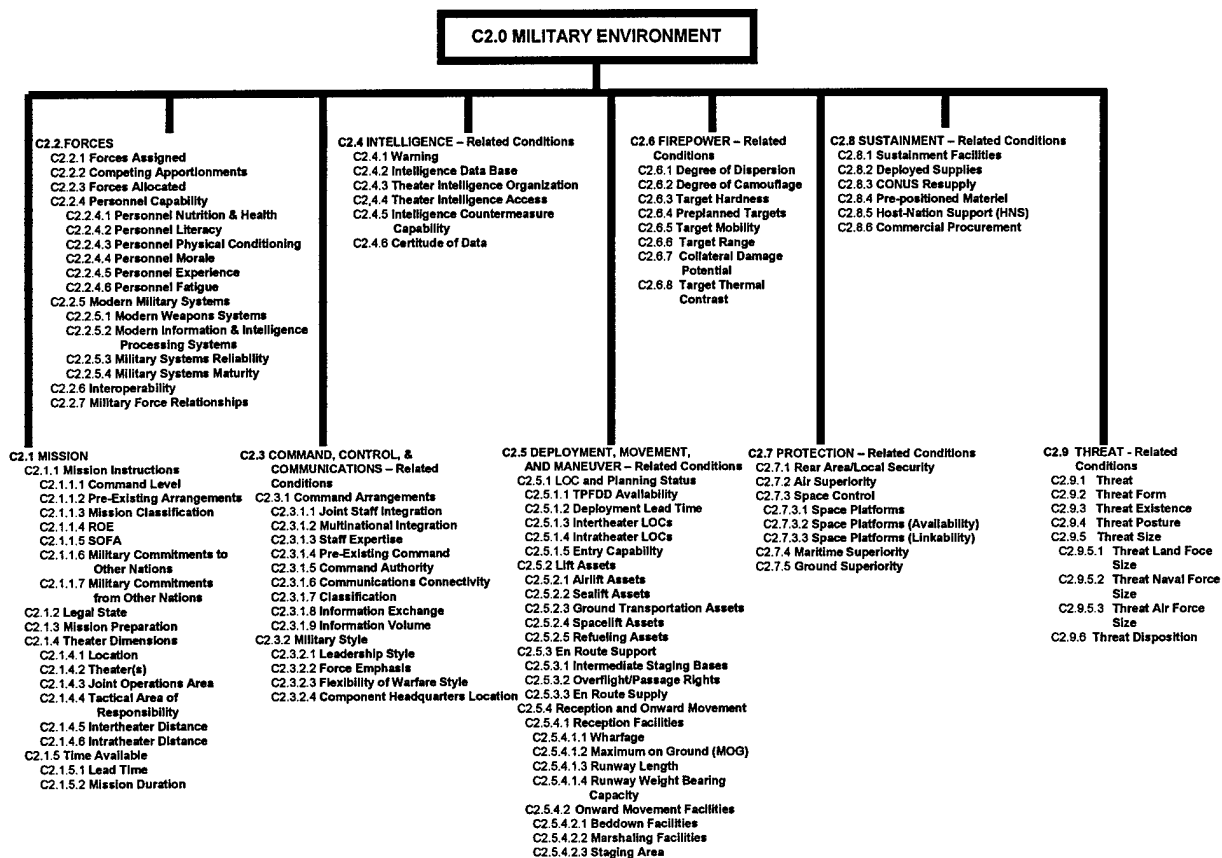 C2.0 MILITARY ENVIRONMENT
C2.2.FORCES
C2.2.1 Forces Assigned
C2.2.2 Competing Apportionments
C2.2.3 Forces Allocated
C2.2.4 Personnel Capability
C2.2.4.1 Personnel Nutrition & Health
C2.2.4.2 Personnel Literacy
C2.2.4.3 Personnel Physical Conditioning
C2.2.4.4 Personnel Morale
C2.2.4.5 Personnel Experience
C2.2.4.6 Personnel Fatigue
C2.2.5 Modern Military Systems
C2.2.5.1 Modern Weapons Systems
C2.2.5.2 Modern Information & Intelligence
Processing Systems
C2.2.5.3 Military Systems Reliability
C2.2.5.4 Military Systems Maturity
C2.2.6 Interoperability
C2.2.7 Military Force Relationships
C2.4 INTELLIGENCE – Related Conditions
C2.4.1 Warning
C2.4.2 Intelligence Data Base
C2.4.3 Theater Intelligence Organization
C2,4.4 Theater Intelligence Access
C2.4.5 Intelligence Countermeasure
Capability
C2.4.6 Certitude of Data
C2.6 FIREPOWER – Related
Conditions
C2.6.1 Degree of Dispersion
C2.6.2 Degree of Camouflage
C2.6.3 Target Hardness
C2.6.4 Preplanned Targets
C2.6.5 Target Mobility
C2.6.6 Target Range
C2.6.7 Collateral Damage
Potential
C2.6.8 Target Thermal
Contrast
C2.8 SUSTAINMENT – Related Conditions
C2.8.1 Sustainment Facilities
C2.8.2 Deployed Supplies
C2.8.3 CONUS Resupply
C2.8.4 Pre-positioned Materiel
C2.8.5 Host-Nation Support (HNS)
C2.8.6 Commercial Procurement
C2.1 MISSION
C2.1.1 Mission Instructions
C2.1.1.1 Command Level
C2.1.1.2 Pre-Existing Arrangements
C2.1.1.3 Mission Classification
C2.1.1.4 ROE
C2.1.1.5 SOFA
C2.1.1.6 Military Commitments to
Other Nations
C2.1.1.7 Military Commitments
from Other Nations
C2.1.2 Legal State
C2.1.3 Mission Preparation
C2.1.4 Theater Dimensions
C2.1.4.1 Location
C2.1.4.2 Theater(s)
C2.1.4.3 Joint Operations Area
C2.1.4.4 Tactical Area of
Responsibility
C2.1.4.5 Intertheater Distance
C2.1.4.6 Intratheater Distance
C2.1.5 Time Available
C2.1.5.1 Lead Time
C2.1.5.2 Mission Duration
C2.3 COMMAND, CONTROL, &
COMMUNICATIONS – Related
Conditions
C2.3.1 Command Arrangements
C2.3.1.1 Joint Staff Integration
C2.3.1.2 Multinational Integration
C2.3.1.3 Staff Expertise
C2.3.1.4 Pre-Existing Command
C2.3.1.5 Command Authority
C2.3.1.6 Communications Connectivity
C2.3.1.7 Classification
C2.3.1.8 Information Exchange
C2.3.1.9 Information Volume
C2.3.2 Military Style
C2.3.2.1 Leadership Style
C2.3.2.2 Force Emphasis
C2.3.2.3 Flexibility of Warfare Style
C2.3.2.4 Component Headquarters Location
C2.5 DEPLOYMENT, MOVEMENT,
AND MANEUVER – Related Conditions
C2.5.1 LOC and Planning Status
C2.5.1.1 TPFDD Availability
C2.5.1.2 Deployment Lead Time
C2.5.1.3 Intertheater LOCs
C2.5.1.4 Intratheater LOCs
C2.5.1.5 Entry Capability
C2.5.2 Lift Assets
C2.5.2.1 Airlift Assets
C2.5.2.2 Sealift Assets
C2.5.2.3 Ground Transportation Assets
C2.5.2.4 Spacelift Assets
C2.5.2.5 Refueling Assets
C2.5.3 En Route Support
C2.5.3.1 Intermediate Staging Bases
C2.5.3.2 Overflight/Passage Rights
C2.5.3.3 En Route Supply
C2.5.4 Reception and Onward Movement
C2.5.4.1 Reception Facilities
C2.5.4.1.1 Wharfage
C2.5.4.1.2 Maximum on Ground (MOG)
C2.5.4.1.3 Runway Length
C2.5.4.1.4 Runway Weight Bearing
Capacity
C2.5.4.2 Onward Movement Facilities
C2.5.4.2.1 Beddown Facilities
C2.5.4.2.2 Marshaling Facilities
C2.5.4.2.3 Staging Area
C2.7 PROTECTION – Related Conditions
C2.7.1 Rear Area/Local Security
C2.7.2 Air Superiority
C2.7.3 Space Control
C2.7.3.1 Space Platforms
C2.7.3.2 Space Platforms (Availability)
C2.7.3.3 Space Platforms (Linkability)
C2.7.4 Maritime Superiority
C2.7.5 Ground Superiority
C2.9 THREAT - Related
Conditions
C2.9.1 Threat
C2.9.2 Threat Form
C2.9.3 Threat Existence
C2.9.4 Threat Posture
C2.9.5 Threat Size
C2.9.5.1 Threat Land Foce
Size
C2.9.5.2 Threat Naval Force
Size
C2.9.5.3 Threat Air Force
Size
C2.9.6 Threat Disposition